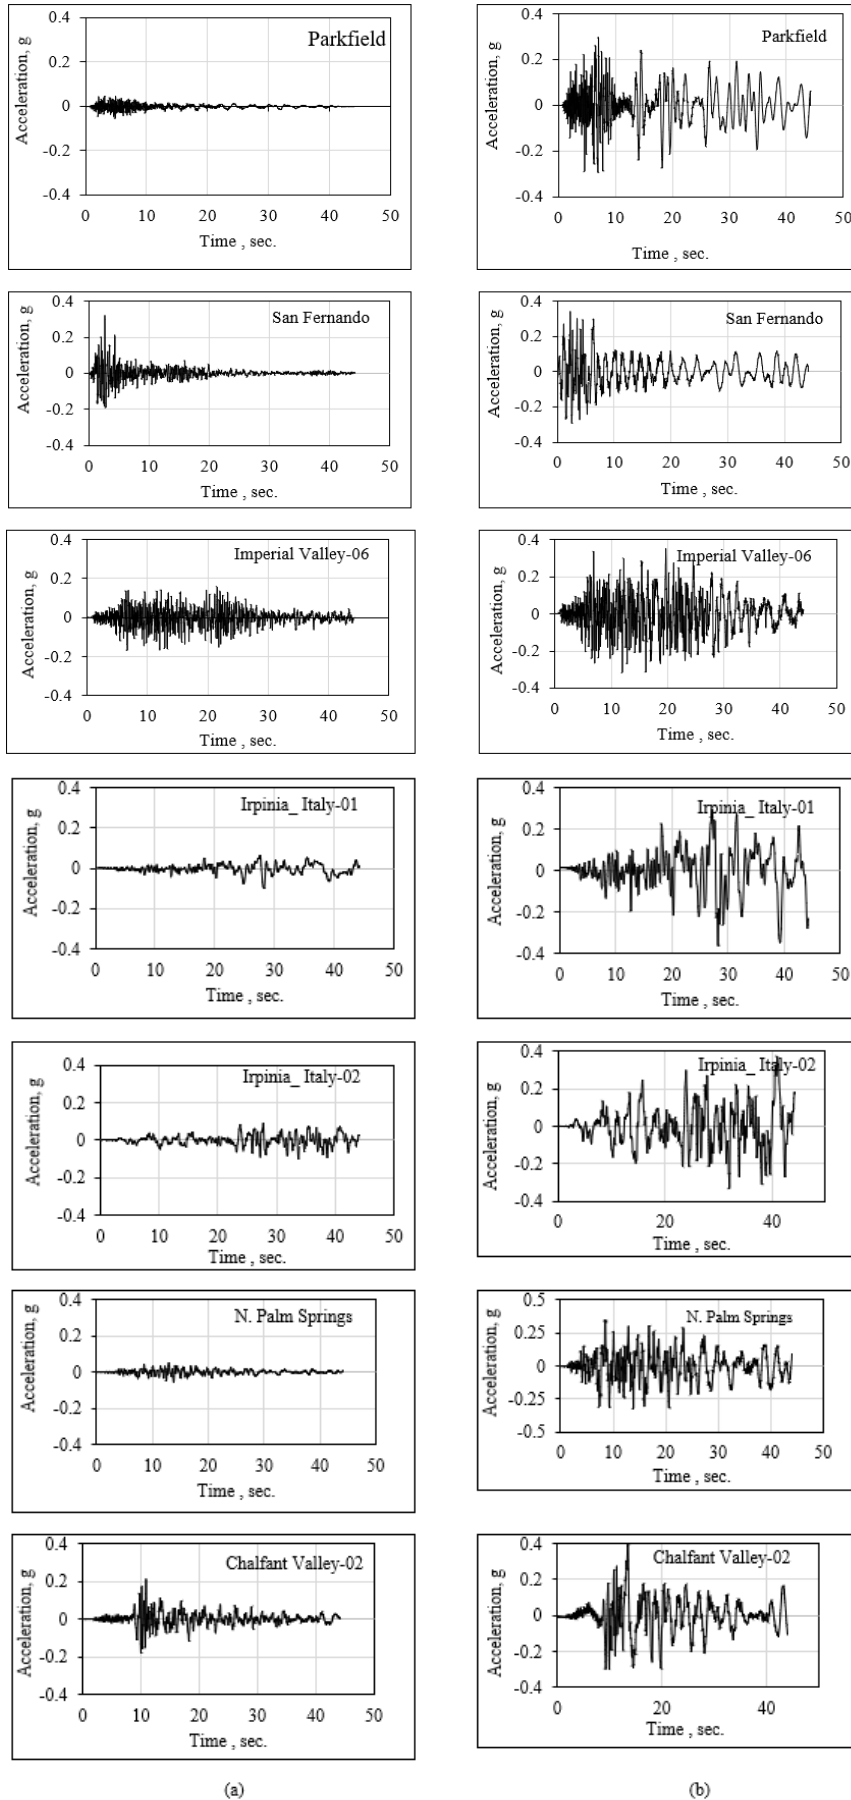 Parkfield
Acceleration, g
0.4
0.2
0
-0.2
-0.4
0 10 20 30 40 50
Time , sec.
Parkfield
Acceleration, g
0.4
0.2
0
-0.2
-0.4
0 10 20 30 40 50
Time , sec.
San Fernando
Acceleration, g
0.4
0.2
0
-0.2
-0.4
0 10 20 30 40 50
Time , sec.
San Fernando
Acceleration, g
0.4
0.2
0
-0.2
-0.4
0 10 20 30 40 50
Time , sec.
Imperial Valley-06
Acceleration, g
0.4
0.2
0
-0.2
-0.4
0 10 20 30 40 50
Time , sec.
Imperial Valley-06
Acceleration, g
0.4
0.2
0
-0.2
-0.4
0 10 20 30 40 50
Time , sec.
Irpinia_ Italy-01
Acceleration, g
0.4
0.2
0
-0.2
-0.4
0 10 20 30 40 50
Time , sec.
Irpinia_ Italy-01
Acceleration, g
0.4
0.2
0
-0.2
-0.4
0 10 20 30 40 50
Time , sec.
Irpinia_ Italy-02
Acceleration, g
0.4
0.2
0
-0.2
-0.4
0 10 20 30 40 50
Time , sec.
Irpinia_ Italy-02
Acceleration, g
0.4
0.2
0
-0.2
-0.4
0 20 40
Time , sec.
N. Palm Springs
Acceleration, g
0.4
0.2
0
-0.2
-0.4
0 10 20 30 40 50
Time , sec.
N. Palm Springs
Acceleration, g
0.5
0.25
0
-0.25
-0.5
0 10 20 30 40 50
Time , sec.
Chalfant Valley-02
Acceleration, g
0.4
0.2
0
-0.2
-0.4
0 10 20 30 40 50
Time , sec.
Chalfant Valley-02
Acceleration, g
0.4
0.2
0
-0.2
-0.4
0 20 40
Time , sec.
(a)
(b)